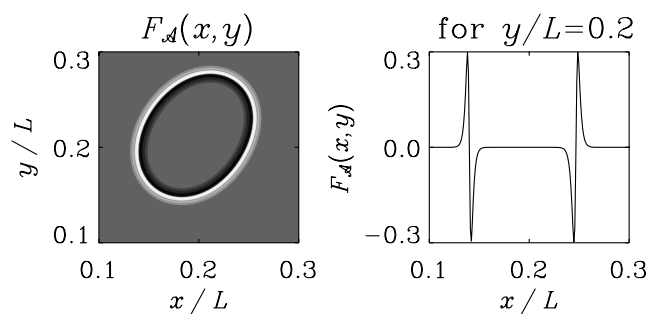 F𝒜(x,y)
0.3
0.2
0.1
y / L
0.1 0.2 0.3
x / L
for y/L=0.2
0.3
0.0
−0.3
F𝒜(x,y)
0.1 0.2 0.3
x / L